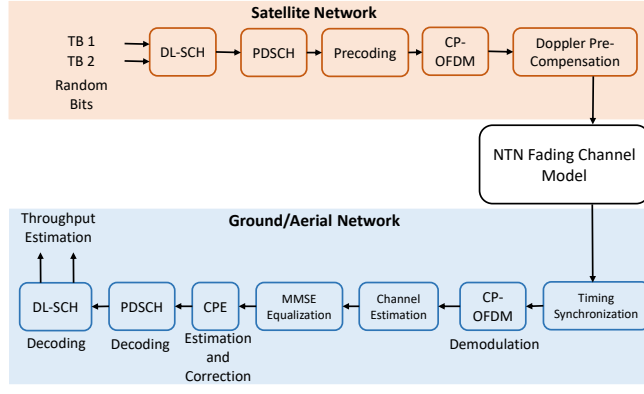 Satellite Network
TB 1
TB 2
Random
Bits
DL-SCH
PDSCH
Precoding
CP-
OFDM
Doppler Pre-
Compensation
NTN Fading Channel
Model
Ground/Aerial Network
Throughput
Estimation
DL-SCH
Decoding
PDSCH
Decoding
CPE
Estimation
and
Correction
MMSE
Equalization
Channel
Estimation
CP-
OFDM
Demodulation
Timing
Synchronization